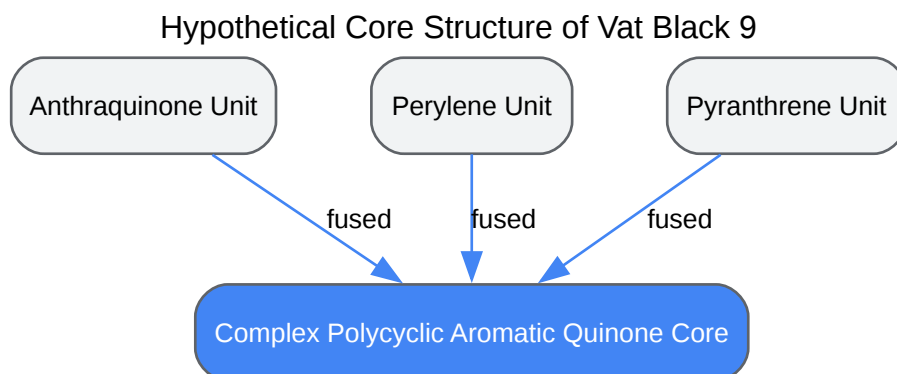 Hypothetical Core Structure of Vat Black 9
Anthraquinone Unit
Perylene Unit
Pyranthrene Unit
fused
fused
fused
Complex Polycyclic Aromatic Quinone Core